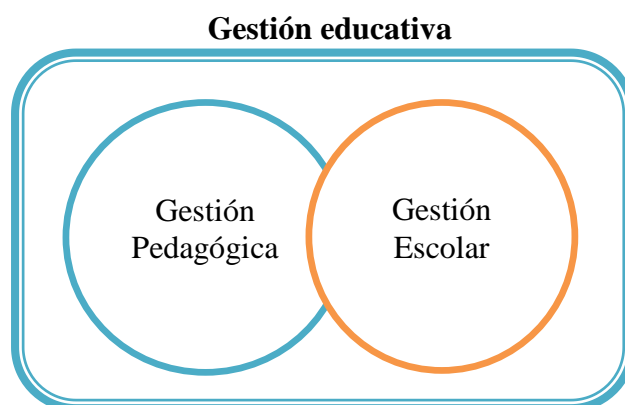 Gestión educativa
Gestión
Pedagógica
Gestión
Escolar